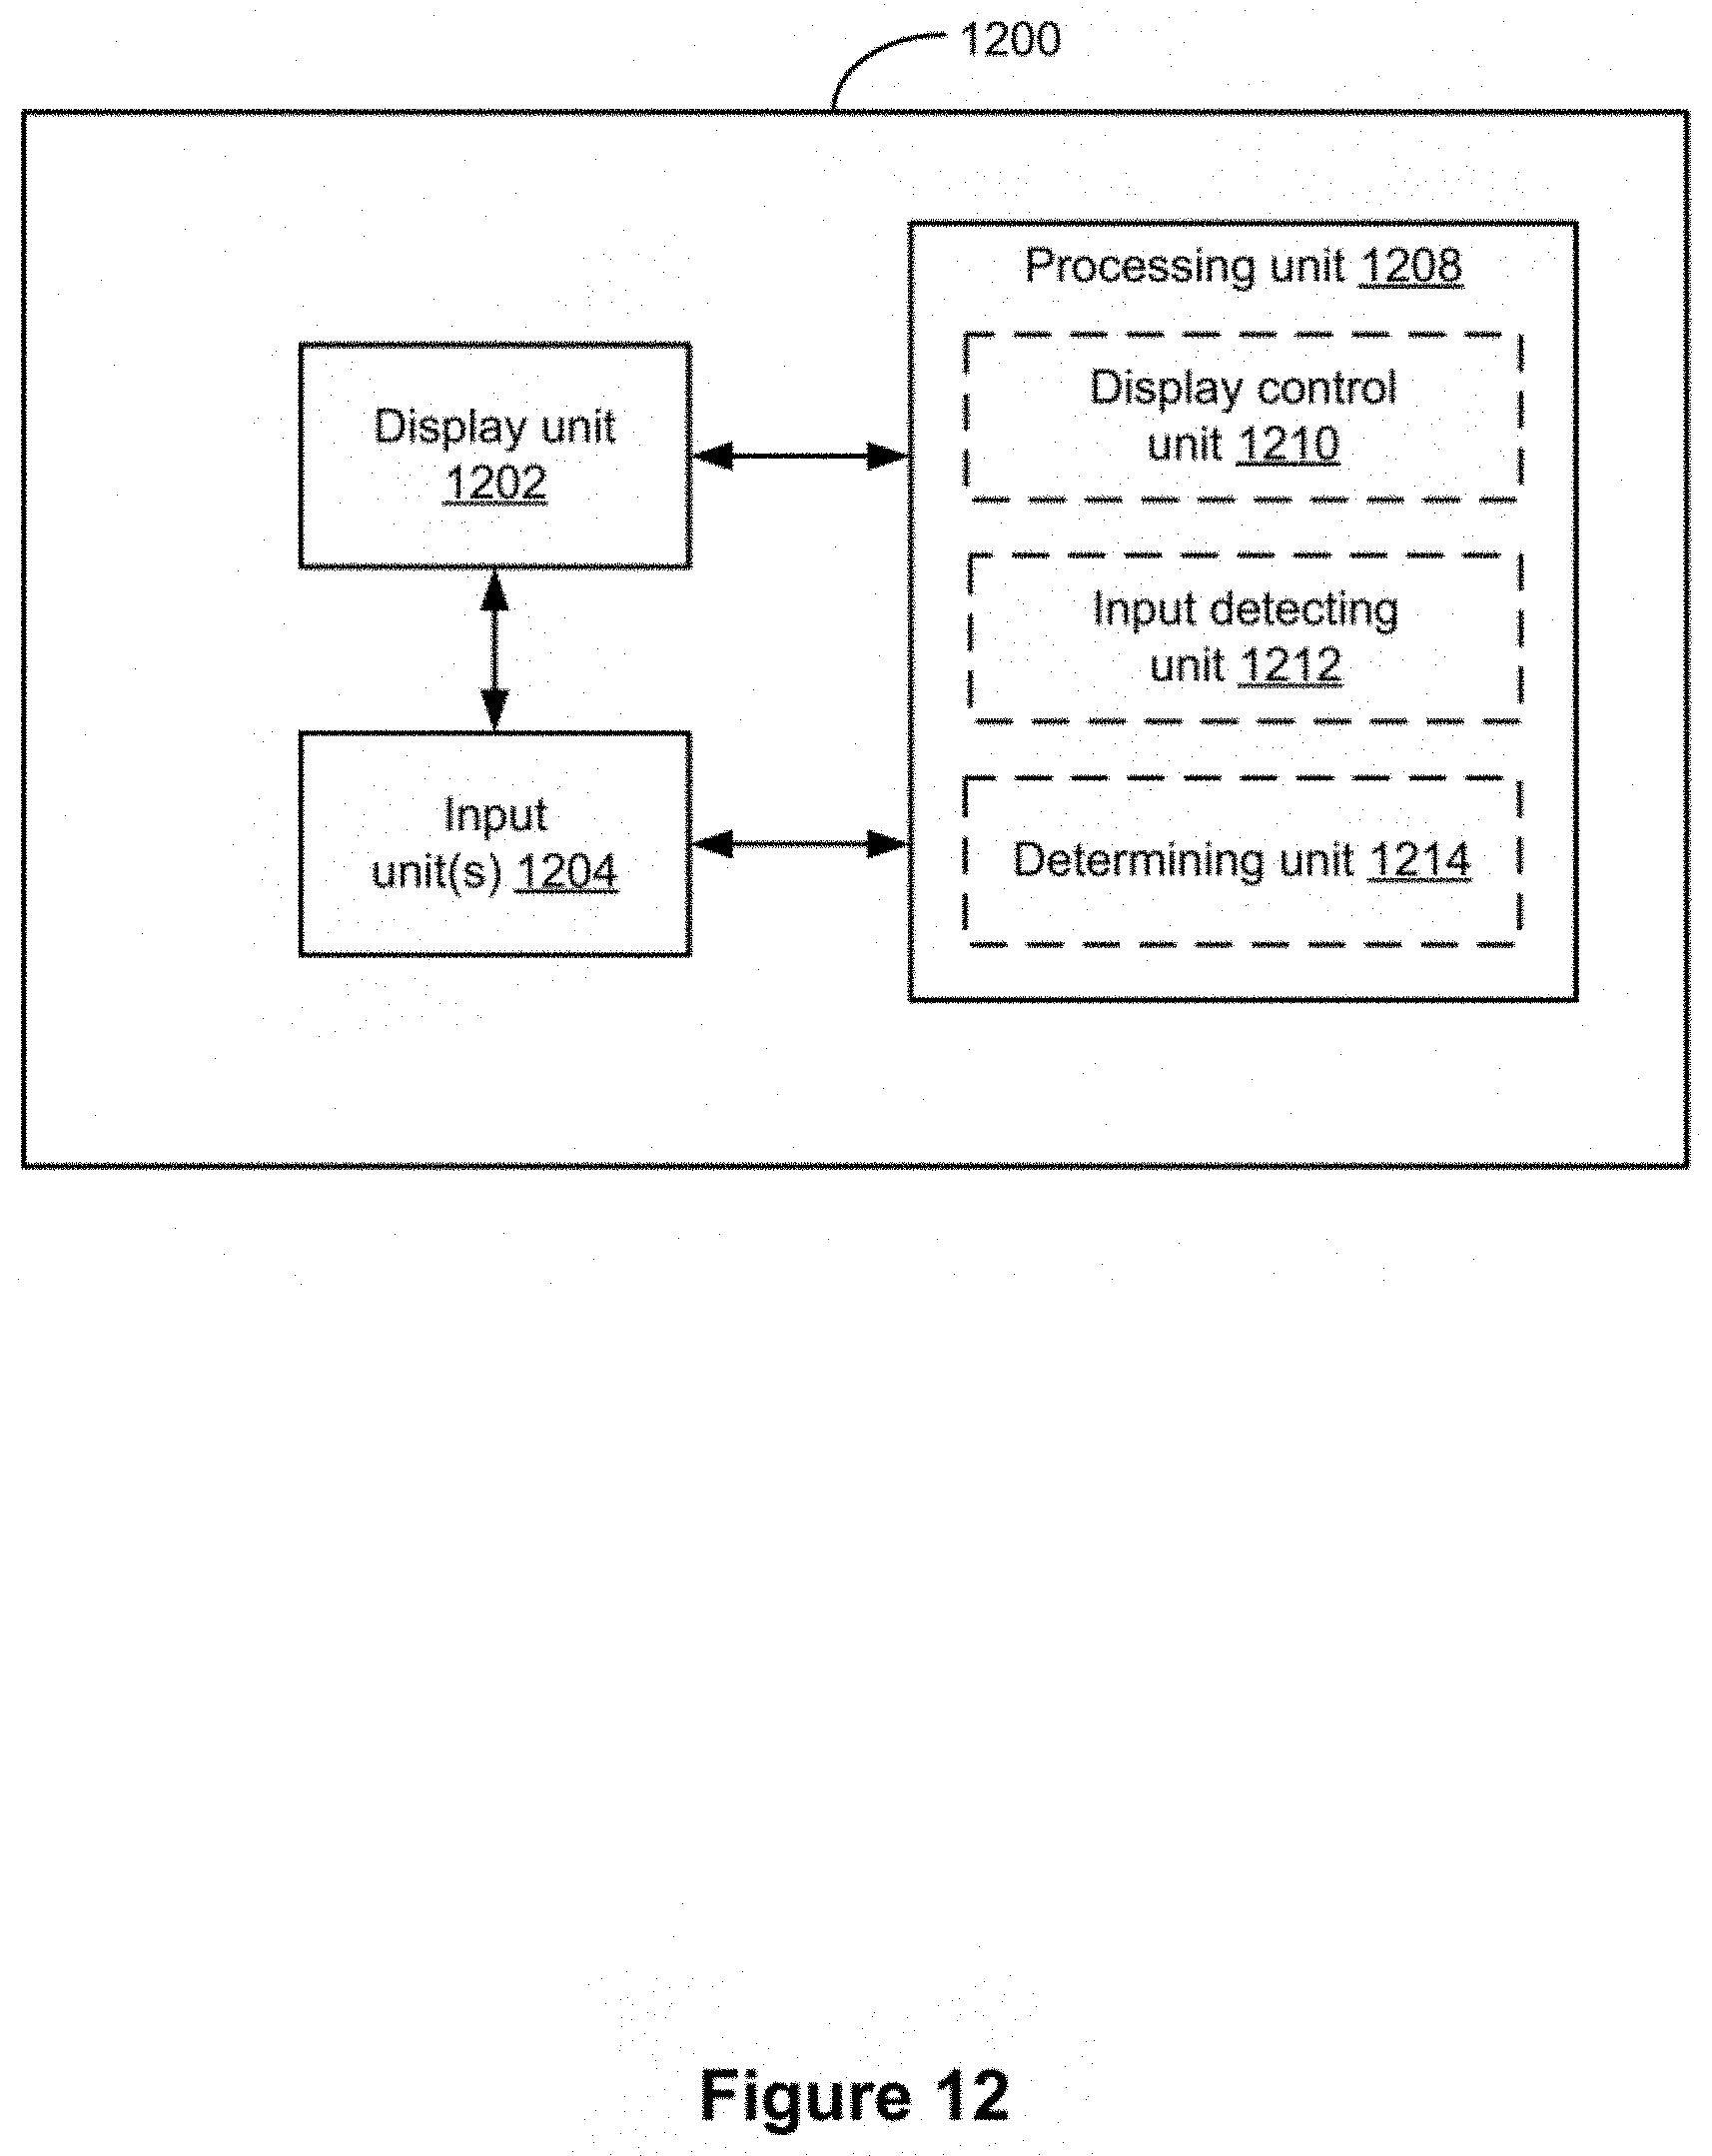 1200
Processing unit 1208
Display control
unit 1210
Display unit
1202
Input detecting
unit 1212
Input
unit(s) 1204
Determining unit 1214
Figure 12